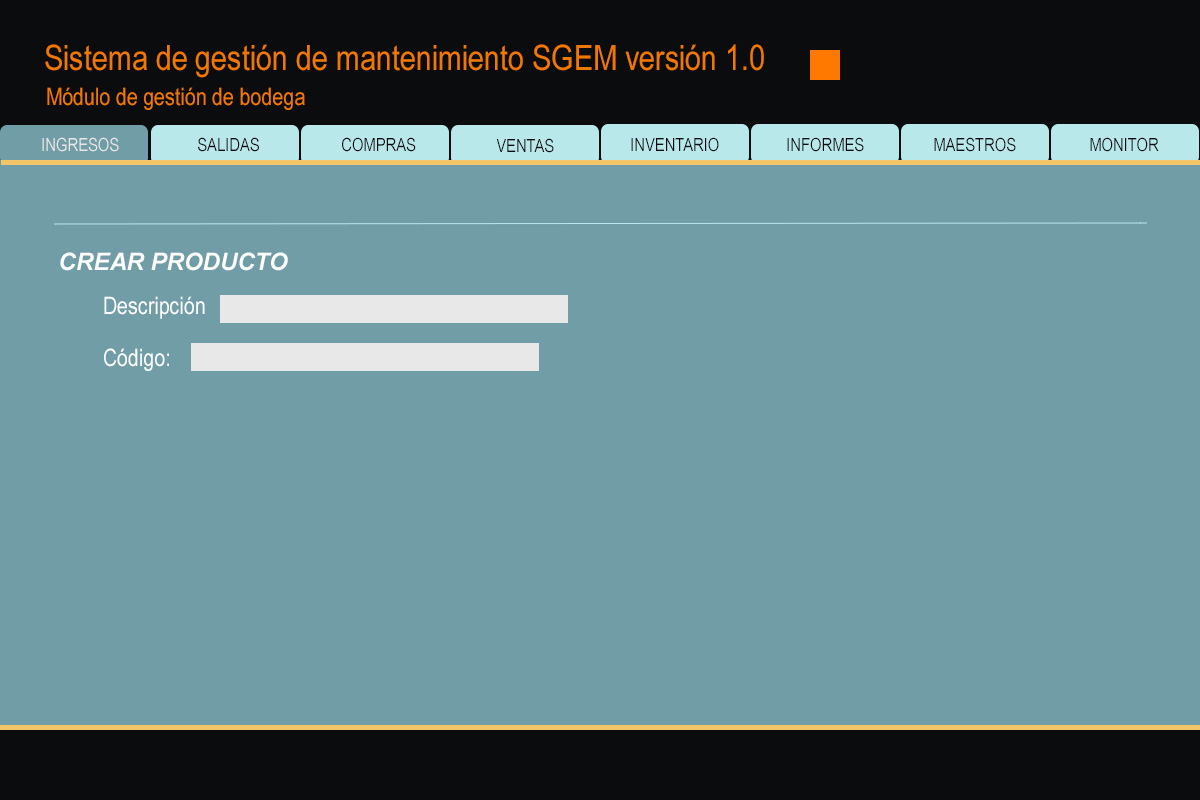 Sistema de gestión de mantenimiento SGEM versión 1.0
Módulo de gestión de bodega
INGRESOS SALIDAS COMPRAS VENTAS INVENTARIO INFORMES MAESTROS MONITOR
CREAR PRODUCTO
Descripción
Código: